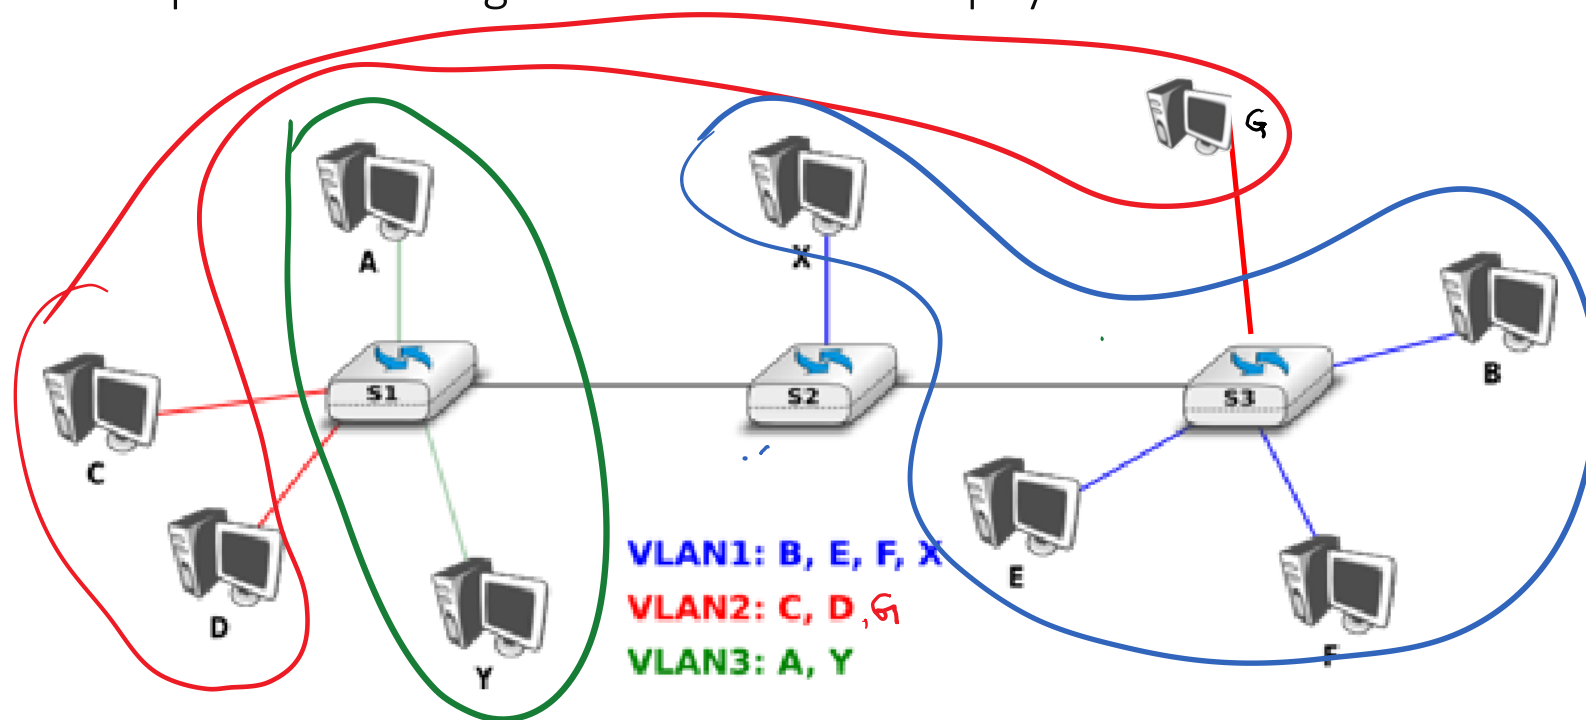 G
A
X
B
S1
S2
S3
C
E
D
Y
F
VLAN1: B, E, F, X
VLAN2: C, D, G
VLAN3: A, Y